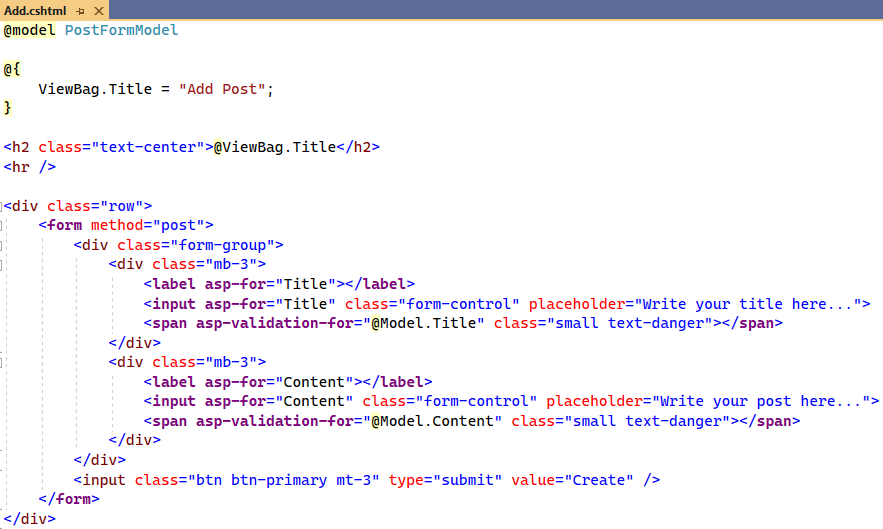 Add.cshtml
@model PostFormModel
@{
    ViewBag.Title = "Add Post";
}
<h2 class="text-center">@ViewBag.Title</h2>
<hr />
<div class="row">
    <form method="post">
        <div class="form-group">
            <div class="mb-3">
                <label asp-for="Title"></label>
                <input asp-for="Title" class="form-control" placeholder="Write your title here...">
                <span asp-validation-for="@Model.Title" class="small text-danger"></span>
            </div>
            <div class="mb-3">
                <label asp-for="Content"></label>
                <input asp-for="Content" class="form-control" placeholder="Write your post here...">
                <span asp-validation-for="@Model.Content" class="small text-danger"></span>
            </div>
        </div>
        <input class="btn btn-primary mt-3" type="submit" value="Create" />
    </form>
</div>